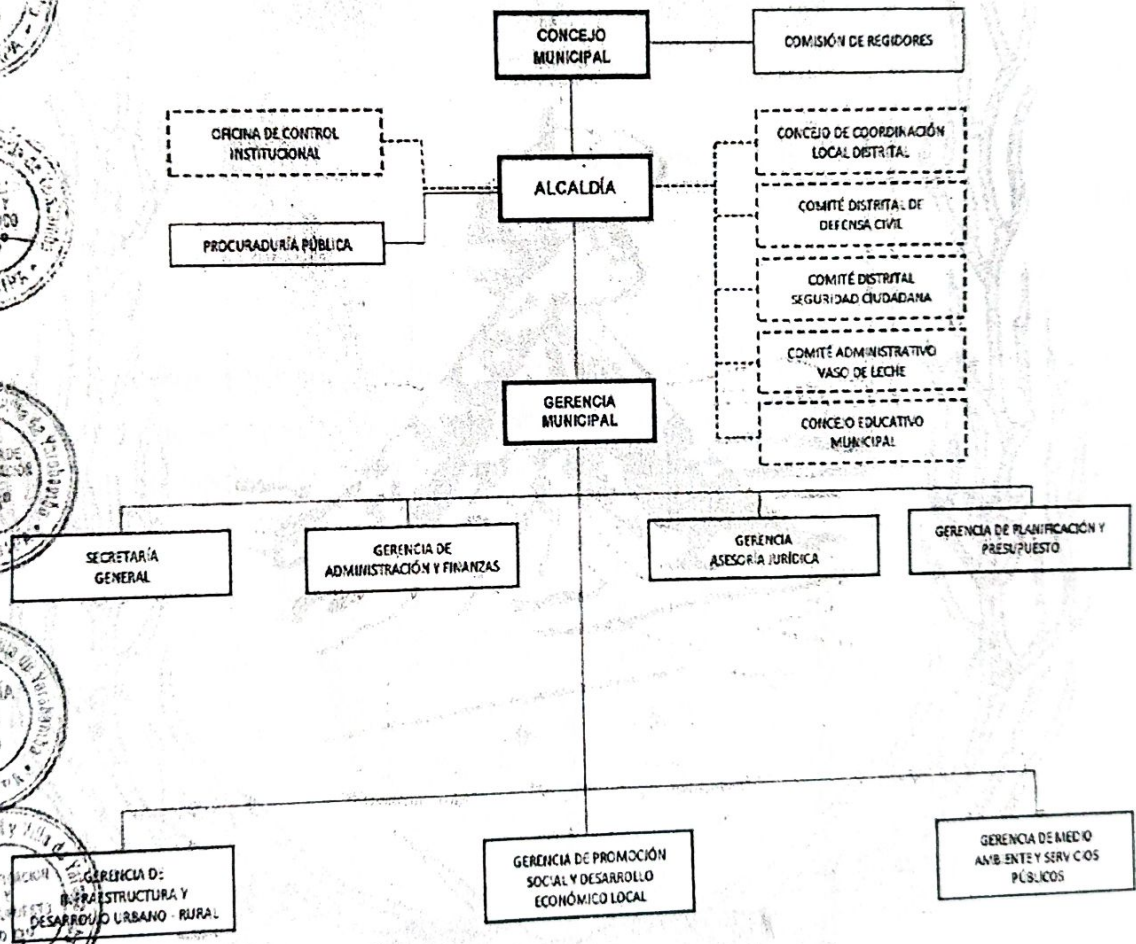 CONCEJO
MUNICIPAL
COMISIÓN DE REGIDORES
OFICINA DE CONTROL
INSTITUCIONAL
CONCEJO DE COORDINACIÓN
LOCAL DISTRITAL
ALCALDÍA
COMITÉ DISTRITAL DE
DEFENSA CIVIL
PROCURADURÍA PÚBLICA
COMITÉ DISTRITAL
SEGURIDAD CIUDADANA
COMITÉ ADMINISTRATIVO
VASO DE LECHE
GERENCIA
MUNICIPAL
CONCEJO EDUCATIVO
MUNICIPAL
SECRETARÍA
GENERAL
GERENCIA DE
ADMINISTRACIÓN Y FINANZAS
GERENCIA
ASESORÍA JURÍDICA
GERENCIA DE PLANIFICACIÓN Y
PRESUPUESTO
GERENCIA DE
INFRAESTRUCTURA Y
DESARROLLO URBANO - RURAL
GERENCIA DE PROMOCIÓN
SOCIAL Y DESARROLLO
ECONÓMICO LOCAL
GERENCIA DE MEDIO
AMBIENTE Y SERVICIOS
PÚBLICOS